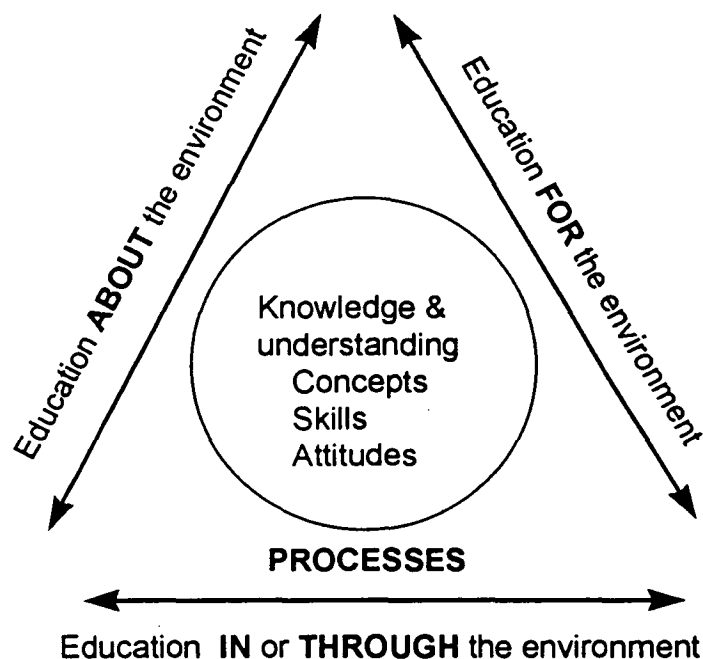 Education ABOUT the environment
Education FOR the environment
Knowledge &
understanding
Concepts
Skills
Attitudes
PROCESSES
Education IN or THROUGH the environment